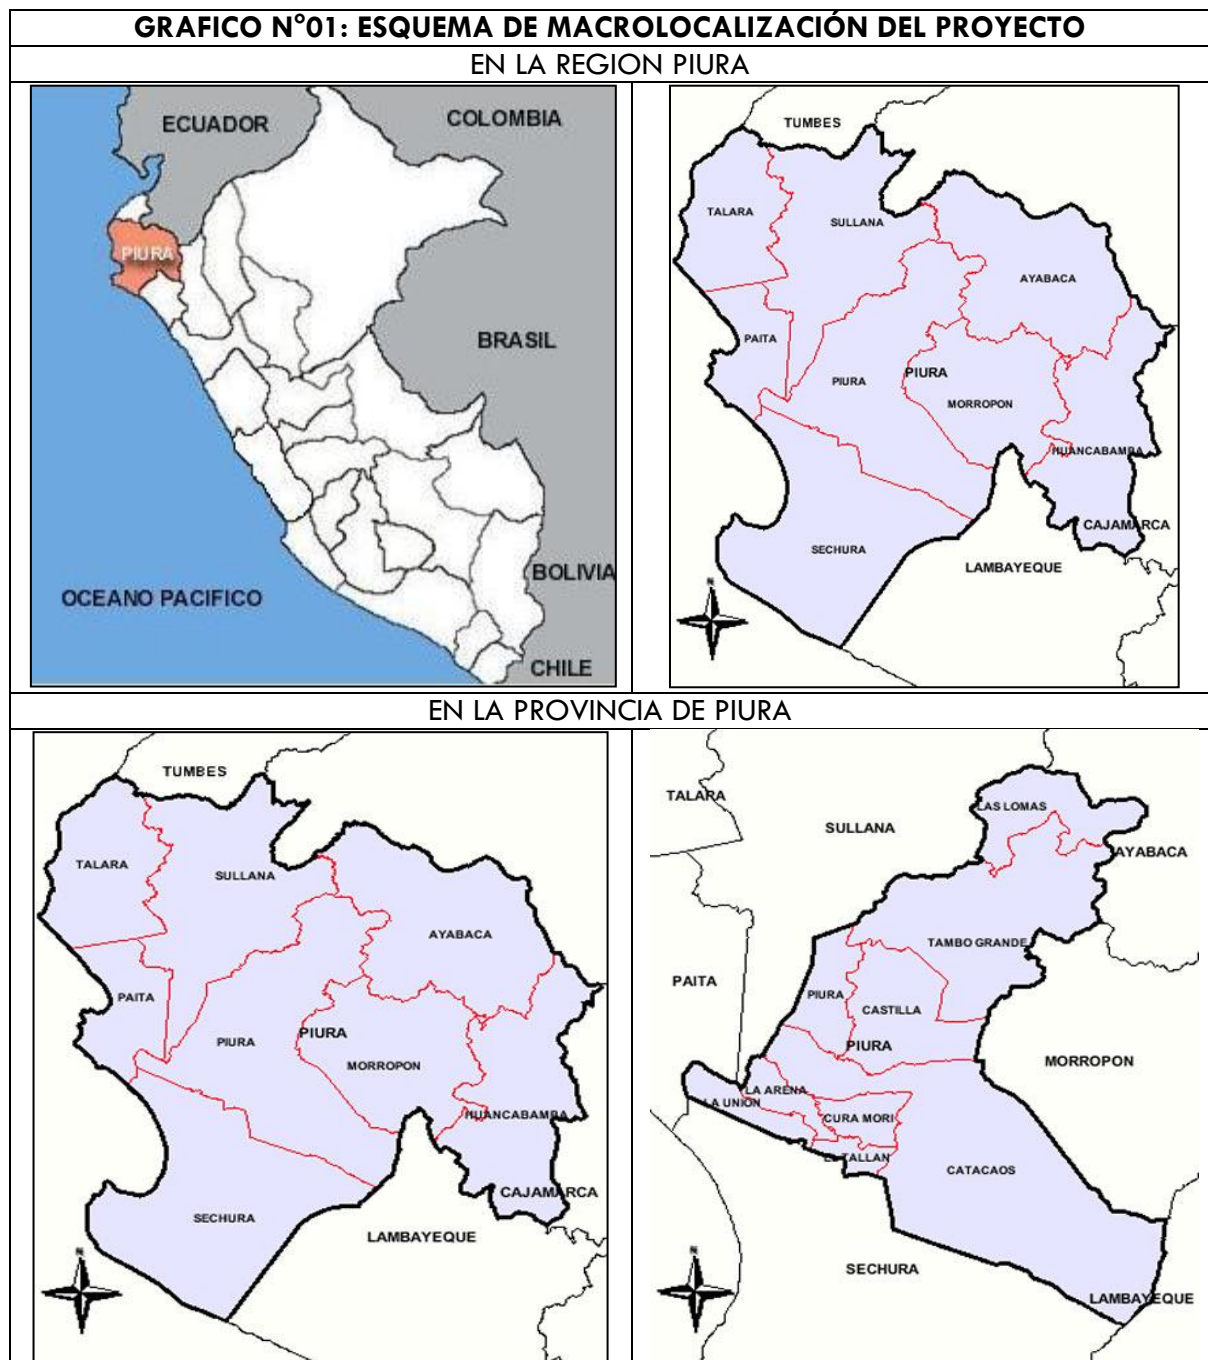 GRAFICO N°01: ESQUEMA DE MACROLOCALIZACIÓN DEL PROYECTO
EN LA REGION PIURA
ECUADOR
COLOMBIA
PIURA
BRASIL
BOLIVIA
OCEANO PACIFICO
CHILE
TUMBES
TALARA
SULLANA
AYABACA
PAITA
PIURA
PIURA
MORROPON
HUANCABAMBA
CAJAMARCA
SECHURA
LAMBAYEQUE
N
EN LA PROVINCIA DE PIURA
TUMBES
TALARA
SULLANA
AYABACA
PAITA
PIURA
PIURA
MORROPON
HUANCABAMBA
CAJAMARCA
SECHURA
LAMBAYEQUE
N
TALARA
LAS LOMAS
SULLANA
AYABACA
TAMBO GRANDE
PAITA
PIURA
CASTILLA
PIURA
MORROPON
LA ARENA
LA UNION
CURA MORI
EL TALLAN
CATACAOS
SECHURA
LAMBAYEQUE
N